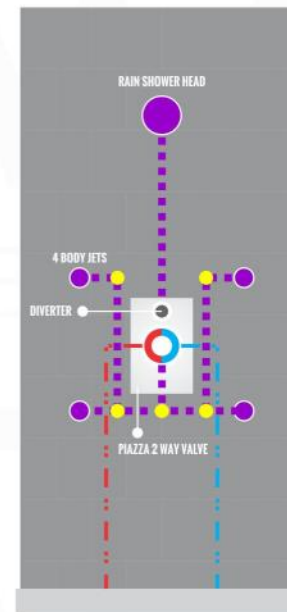 RAIN SHOWER HEAD
4 BODY JETS
DIVERTER
PIAZZA 2 WAY VALVE